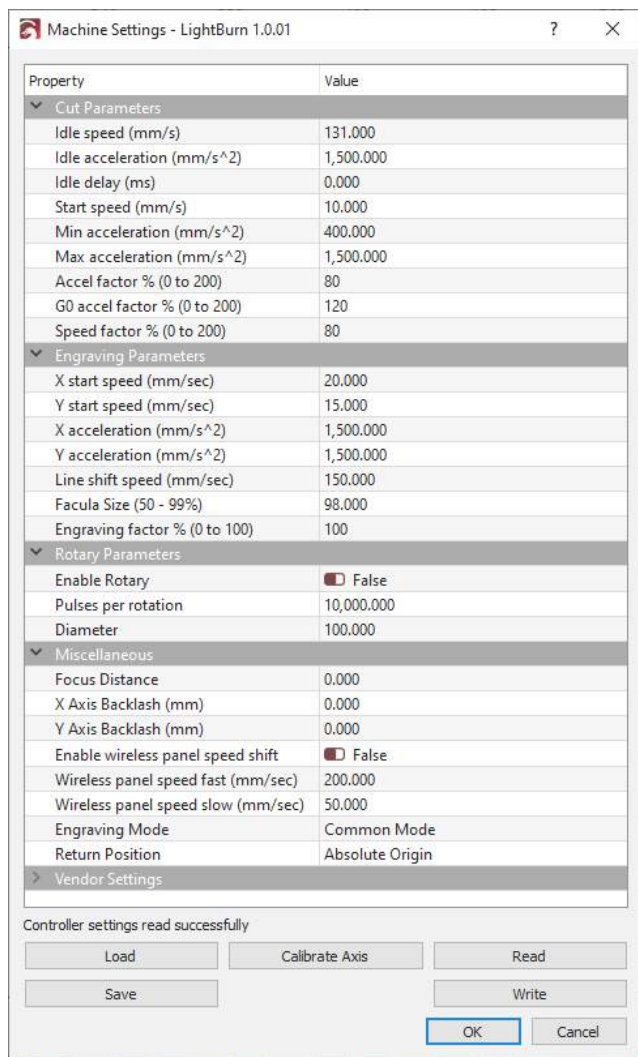 Machine Settings - LightBurn 1.0.01 ?
Property Value
Cut Parameters
Idle speed (mm/s) 131.000
Idle acceleration (mm/s^2) 1,500.000
Idle delay (ms) 0.000
Start speed (mm/s) 10.000
Min acceleration (mm/s^2) 400.000
Max acceleration (mm/s^2) 1,500.000
Accel factor % (0 to 200) 80
G0 accel factor % (0 to 200) 120
Speed factor % (0 to 200) 80
Engraving Parameters
X start speed (mm/sec) 20.000
Y start speed (mm/sec) 15.000
X acceleration (mm/s^2) 1,500.000
Y acceleration (mm/s^2) 1,500.000
Line shift speed (mm/sec) 150.000
Facula Size (50 - 99%) 98.000
Engraving factor % (0 to 100) 100
Rotary Parameters
Enable Rotary False
Pulses per rotation 10,000.000
Diameter 100.000
Miscellaneous
Focus Distance 0.000
X Axis Backlash (mm) 0.000
Y Axis Backlash (mm) 0.000
Enable wireless panel speed shift False
Wireless panel speed fast (mm/sec) 200.000
Wireless panel speed slow (mm/sec) 50.000
Engraving Mode Common Mode
Return Position Absolute Origin
Vendor Settings
Controller settings read successfully
Load Calibrate Axis Read
Save Write
OK Cancel